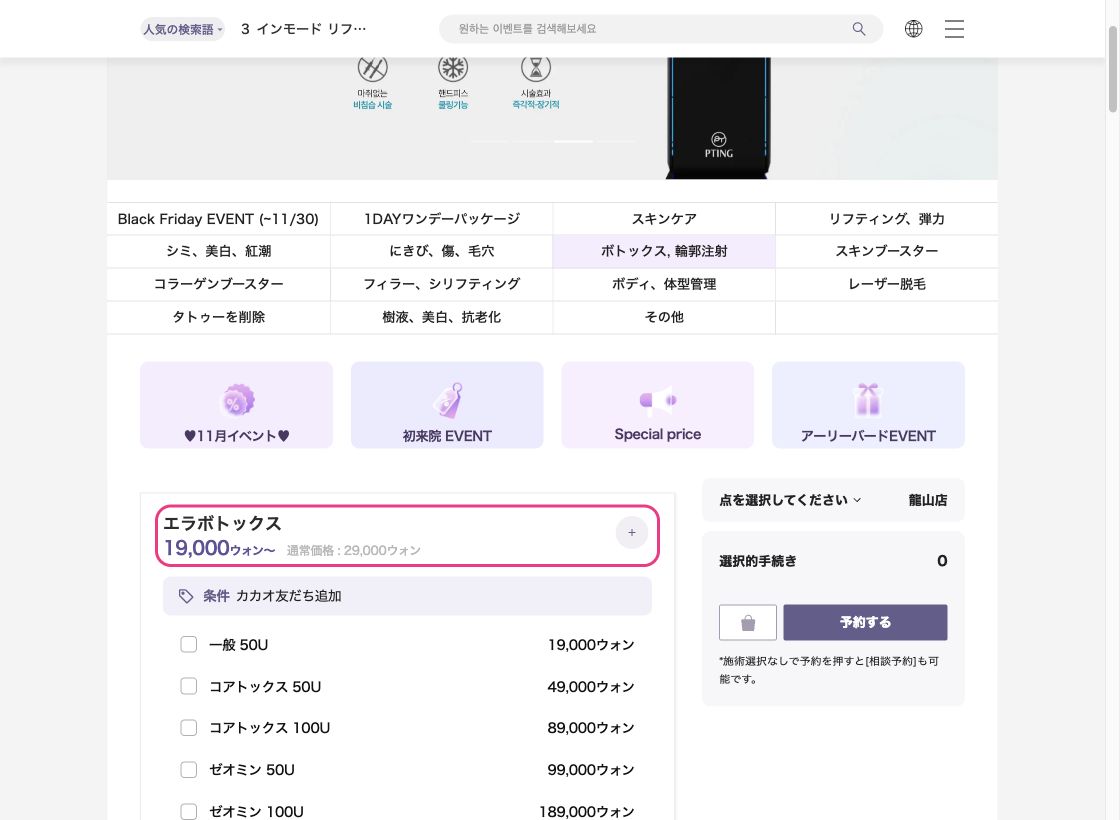 人気の検索語
3 インモード リフ…
원하는 이벤트를 검색해보세요
마취없는 핸드피스 시술효과
비침습 시술 쿨링기능 즉각적·장기적
PT
PTING
Black Friday EVENT (~11/30) 1DAYワンデーパッケージ スキンケア リフティング、弾力
シミ、美白、紅潮 にきび、傷、毛穴 ボトックス, 輪郭注射 スキンブースター
コラーゲンブースター フィラー、シリフティング ボディ、体型管理 レーザー脱毛
タトゥーを削除 樹液、美白、抗老化 その他
♥11月イベント♥ 初来院 EVENT Special price アーリーバードEVENT
エラボトックス
+
19,000ウォン〜 通常価格 : 29,000ウォン
条件 カカオ友だち追加
一般 50U 19,000ウォン
コアトックス 50U 49,000ウォン
コアトックス 100U 89,000ウォン
ゼオミン 50U 99,000ウォン
ゼオミン 100U 189,000ウォン
点を選択してください 龍山店
選択的手続き 0
予約する
*施術選択なしで予約を押すと[相談予約]も可
能です。